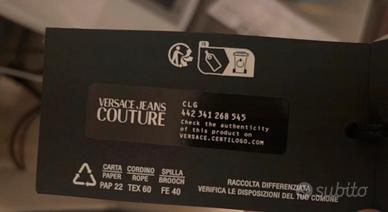 FR
VERSACE JEANS
COUTURE
CLG
442 341 268 545
Check the authenticity
of this product on
VERSACE.CENTILOGO.COM
CARTA CORDINO SPILLA
PAPER ROPE BROOCH
PAP 22 TEX 60 FE 40
RACCOLTA DIFFERENZIATA
VERIFICA LE DISPOSIZIONI DEL TUO COMUNE
subito